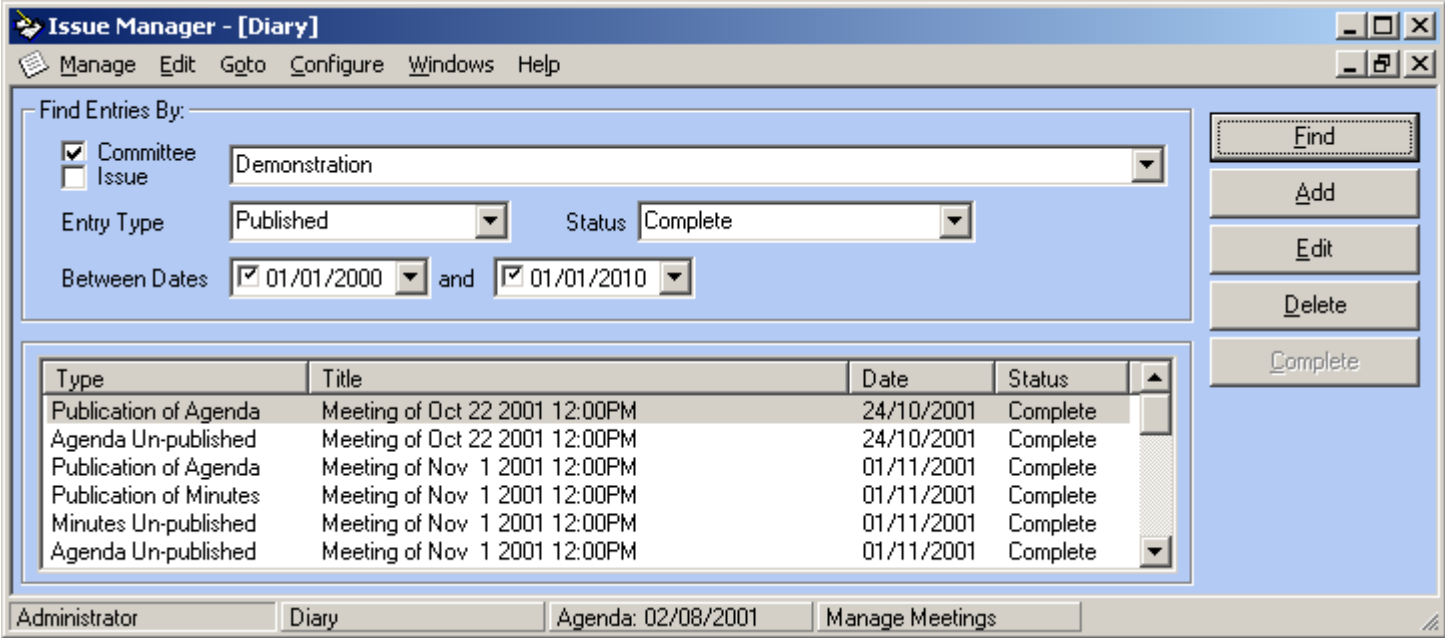 Issue Manager - [Diary]
Manage Edit Goto Configure Windows Help
Find Entries By:
Committee
Issue
Demonstration
Entry Type Published Status Complete
Between Dates 01/01/2000 and 01/01/2010
Find
Add
Edit
Delete
Complete
Type Title Date Status
Publication of Agenda Meeting of Oct 22 2001 12:00PM 24/10/2001 Complete
Agenda Un-published Meeting of Oct 22 2001 12:00PM 24/10/2001 Complete
Publication of Agenda Meeting of Nov 1 2001 12:00PM 01/11/2001 Complete
Publication of Minutes Meeting of Nov 1 2001 12:00PM 01/11/2001 Complete
Minutes Un-published Meeting of Nov 1 2001 12:00PM 01/11/2001 Complete
Agenda Un-published Meeting of Nov 1 2001 12:00PM 01/11/2001 Complete
Administrator Diary Agenda: 02/08/2001 Manage Meetings